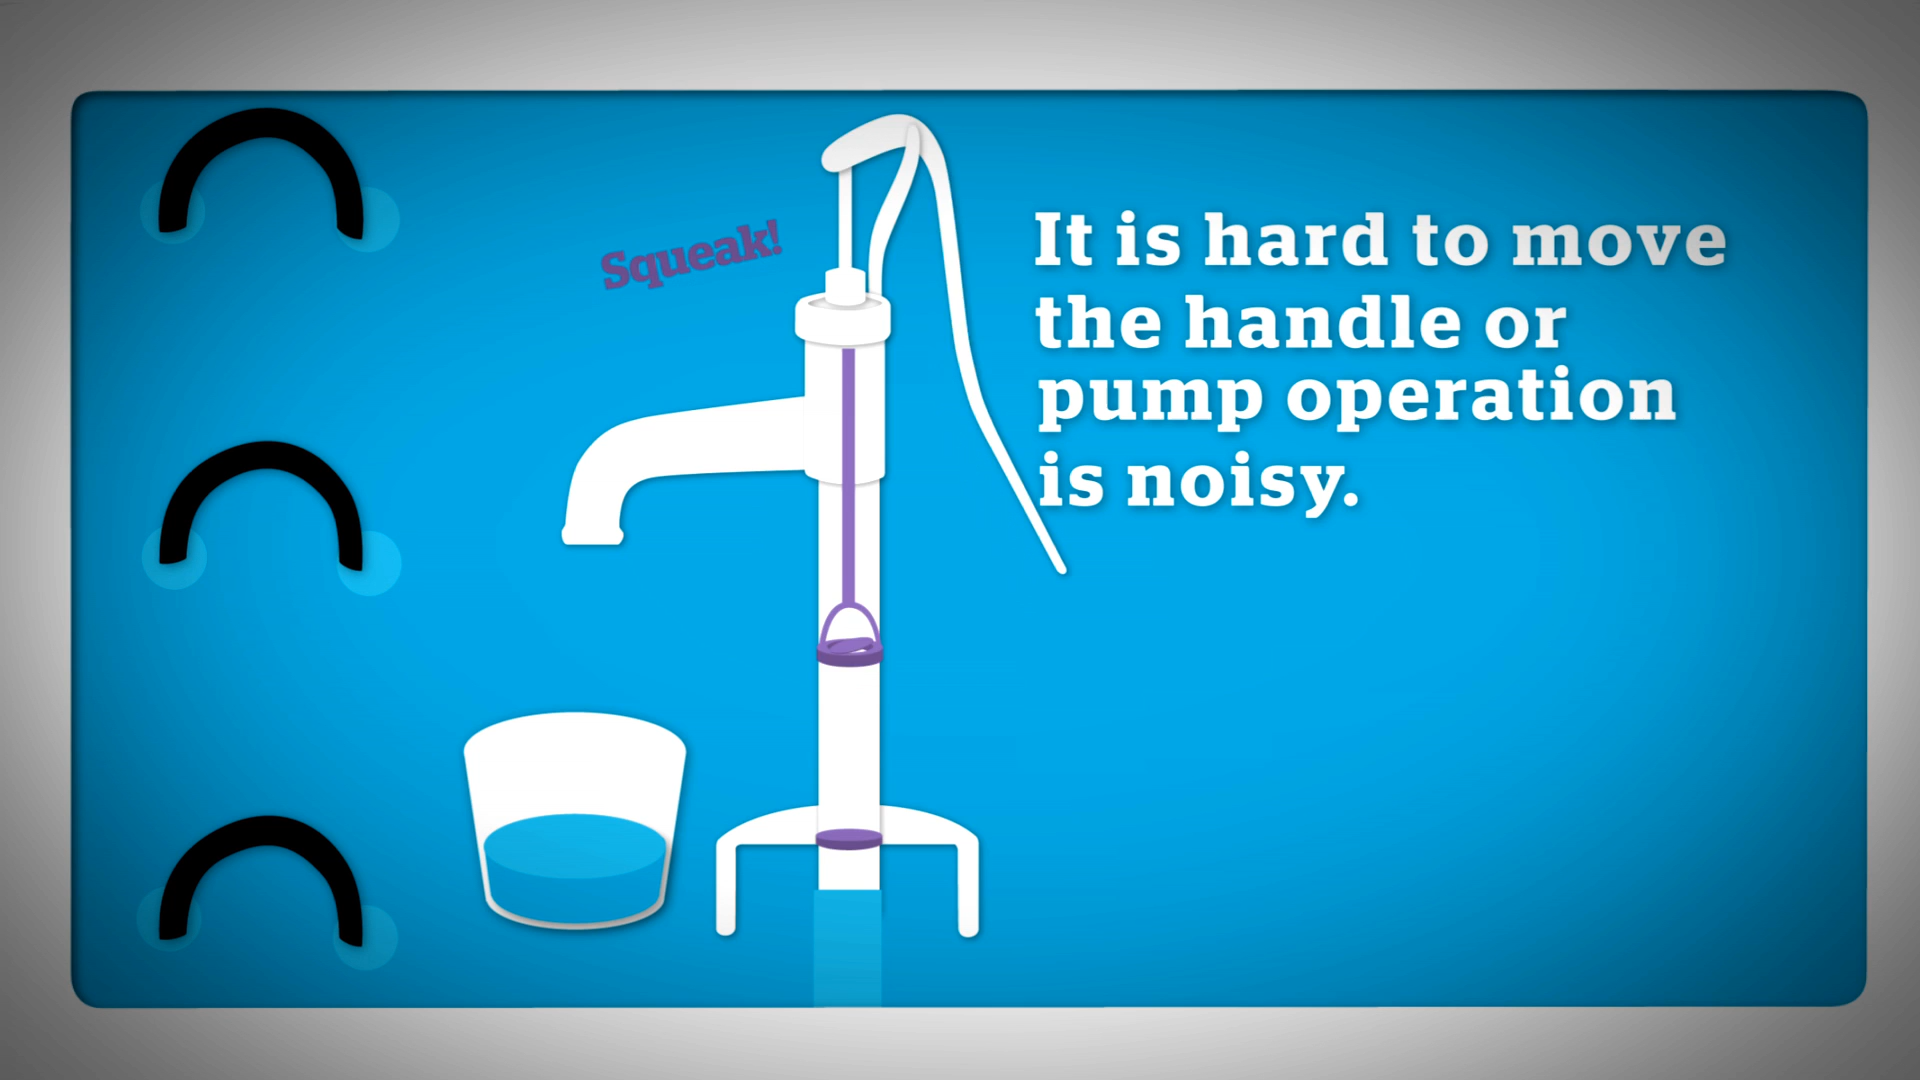 Squeak!
It is hard to move
the handle or
pump operation
is noisy.